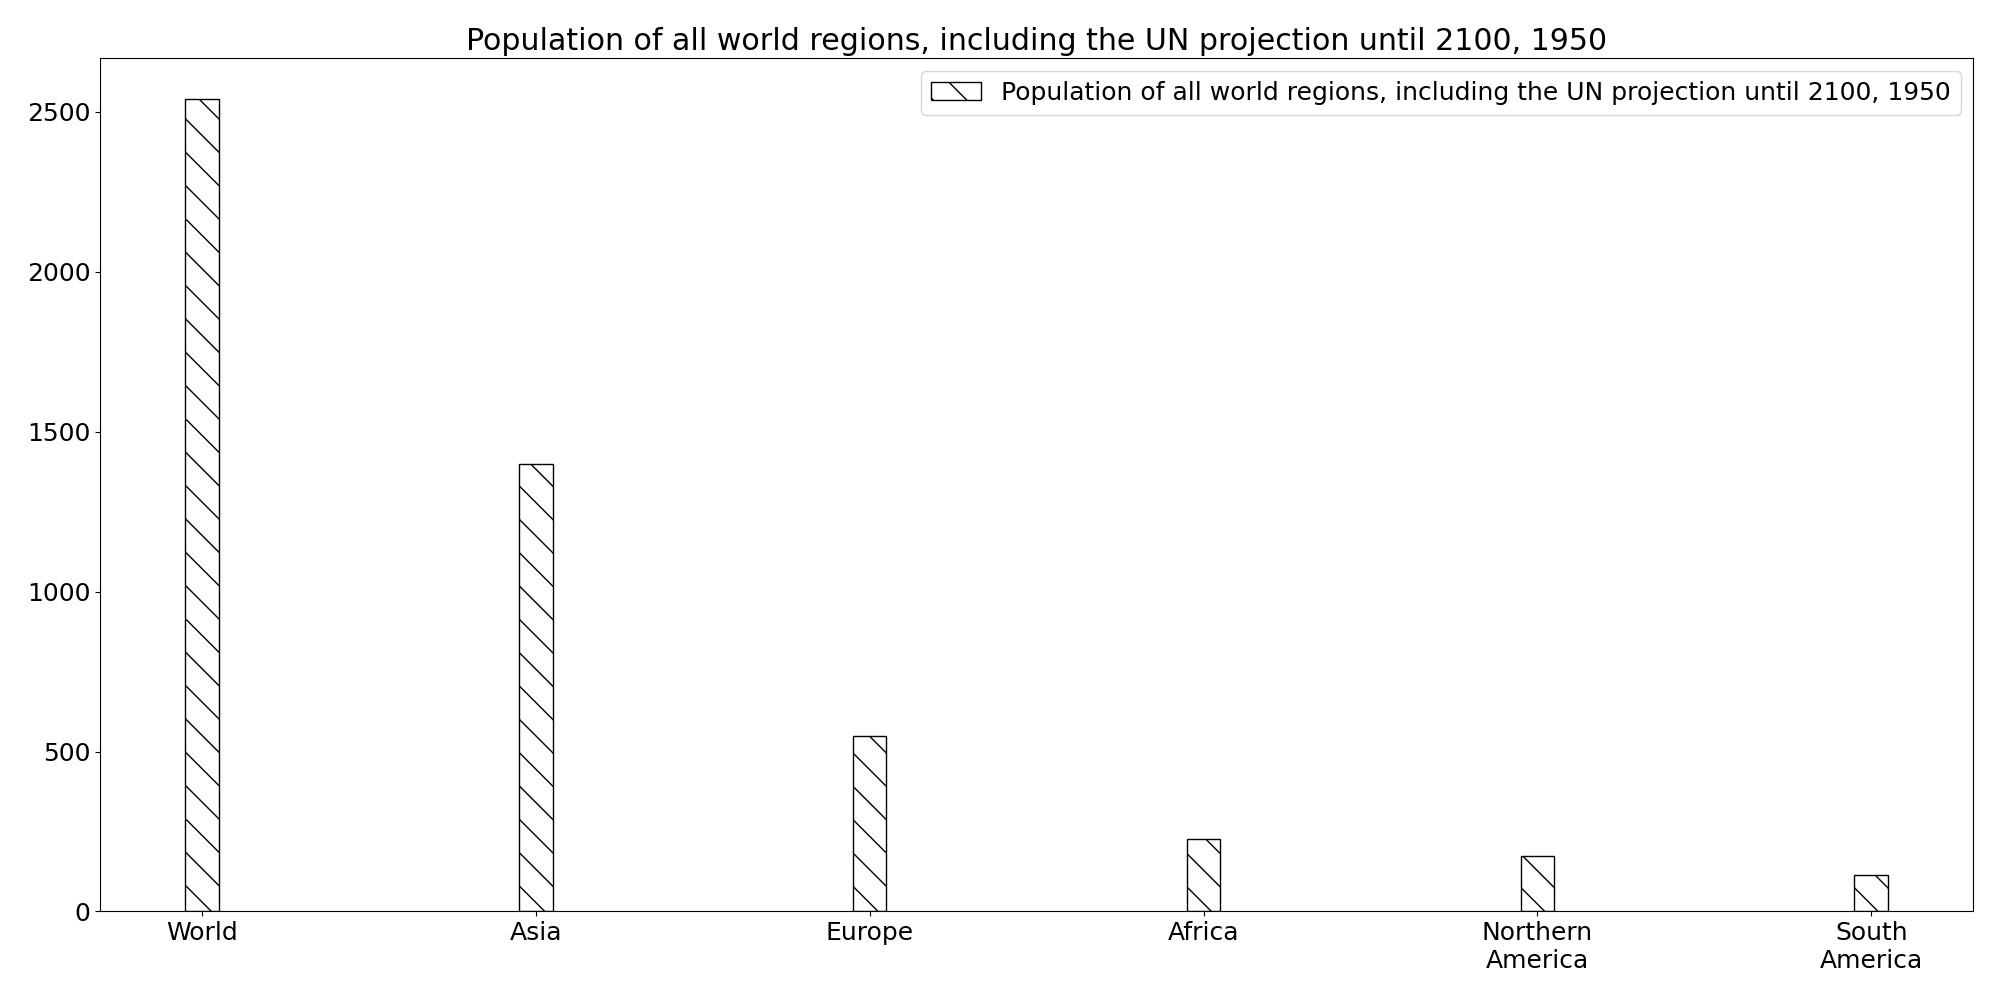 Population of all world regions, including the UN projection until 2100, 1950
Population of all world regions, including the UN projection until 2100, 1950
2500
2000
1500
1000
500
0
World
Asia
Europe
Africa
Northern
America
South
America